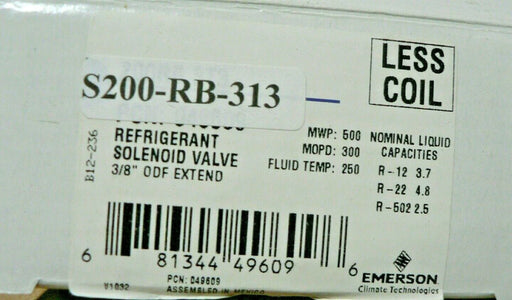 LESS
COIL
S200-RB-313
REFRIGERANT
SOLENOID VALVE
3/8" ODF EXTEND
B12-236
MWP: 500
MOPD: 300
FLUID TEMP: 250
NOMINAL LIQUID
CAPACITIES
R-12 3.7
R-22 4.8
R-502 2.5
6 81344 49609 6
PCN: 049609
V1032
ASSEMBLED IN MEXICO
EMERSON
Climate Technologies